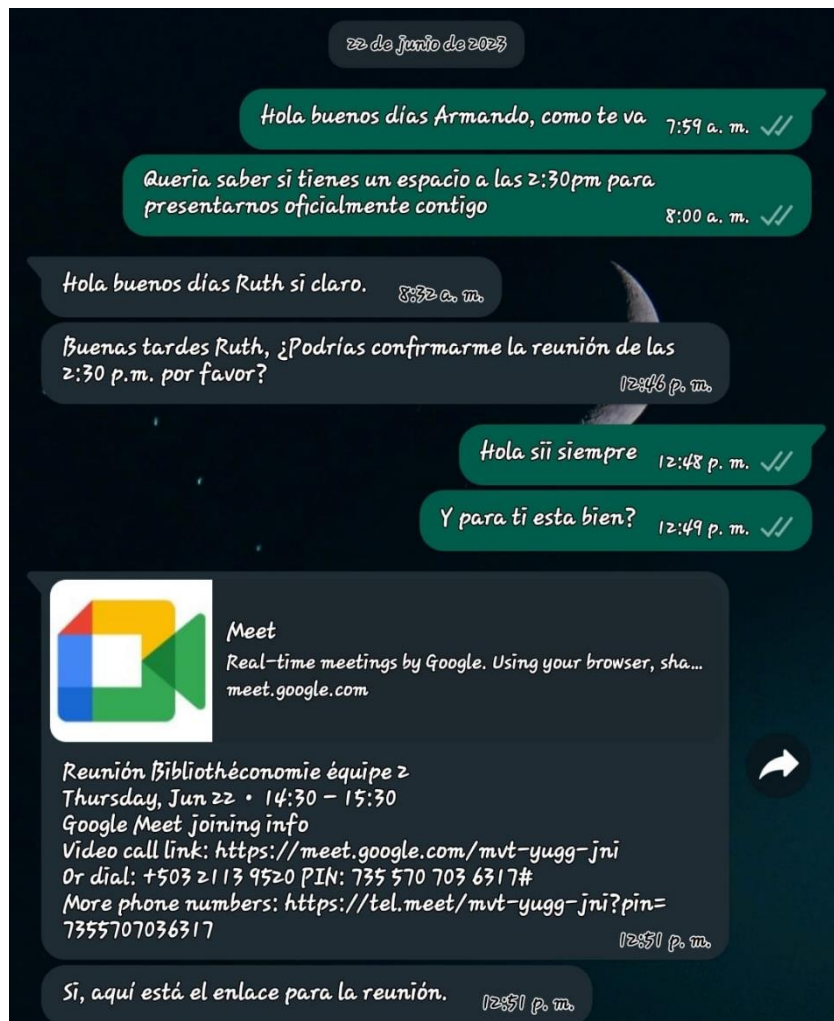 22 de junio de 2023
Hola buenos días Armando, como te va
7:59 a. m.
Queria saber si tienes un espacio a las 2:30pm para
presentarnos oficialmente contigo
8:00 a. m.
Hola buenos días Ruth si claro.
8:32 a. m.
Buenas tardes Ruth, ¿Podrías confirmarme la reunión de las
2:30 p.m. por favor?
12:46 p. m.
Hola sii siempre
12:48 p. m.
Y para ti esta bien?
12:49 p. m.
Meet
Real-time meetings by Google. Using your browser, sha...
meet.google.com
Reunión Bibliothéconomie équipe 2
Thursday, Jun 22 • 14:30 – 15:30
Google Meet joining info
Video call link: https://meet.google.com/mvt-yugg-jni
Or dial: +503 2113 9520 PIN: 735 570 703 6317#
More phone numbers: https://tel.meet/mvt-yugg-jni?pin=
7355707036317
12:51 p. m.
Si, aquí está el enlace para la reunión.
12:51 p. m.